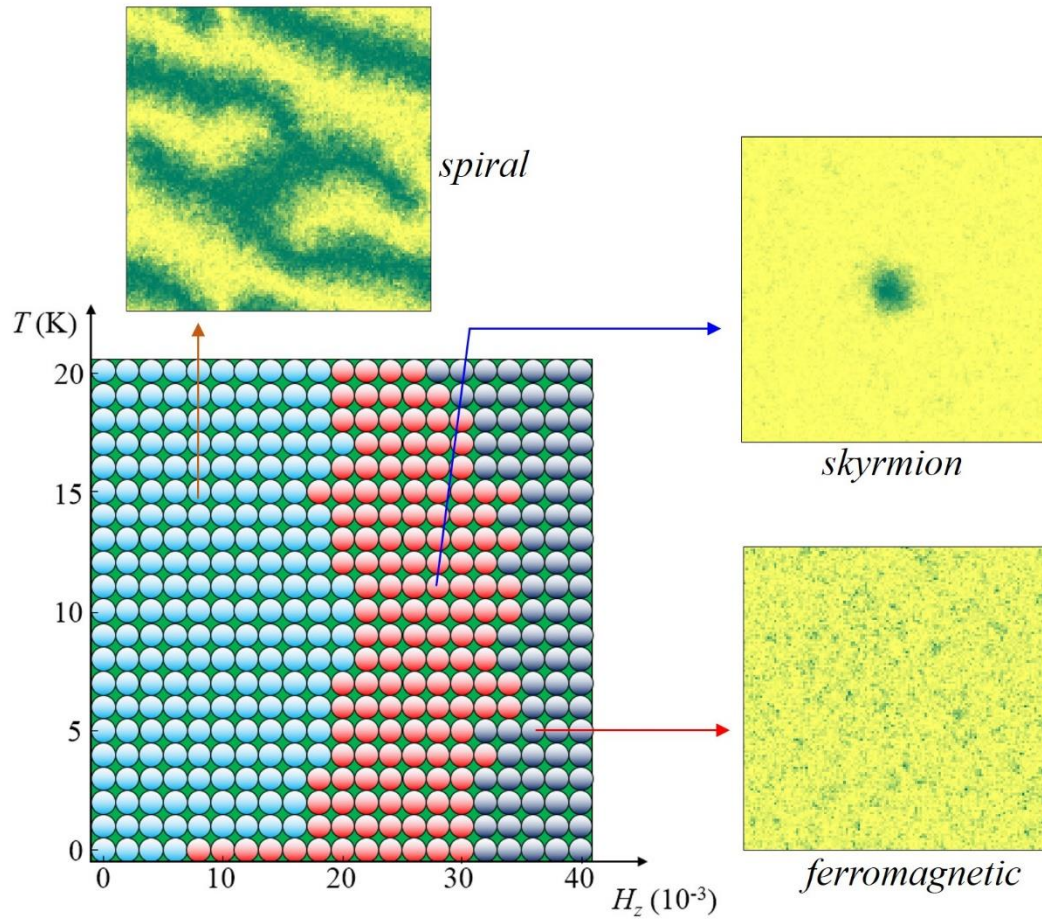 spiral
T (K)
20
15
10
5
0
0 10 20 30 40
H_z (10^-3)
skyrmion
ferromagnetic